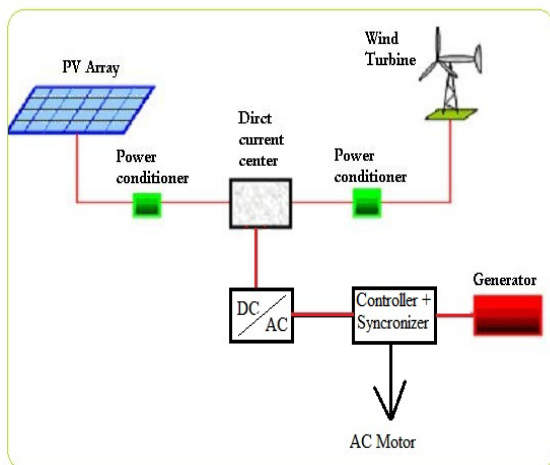 Wind
Turbine
PV Array
Dirct
current
center
Power
conditioner
Power
conditioner
Generator
DC
AC
Controller +
Syncronizer
AC Motor